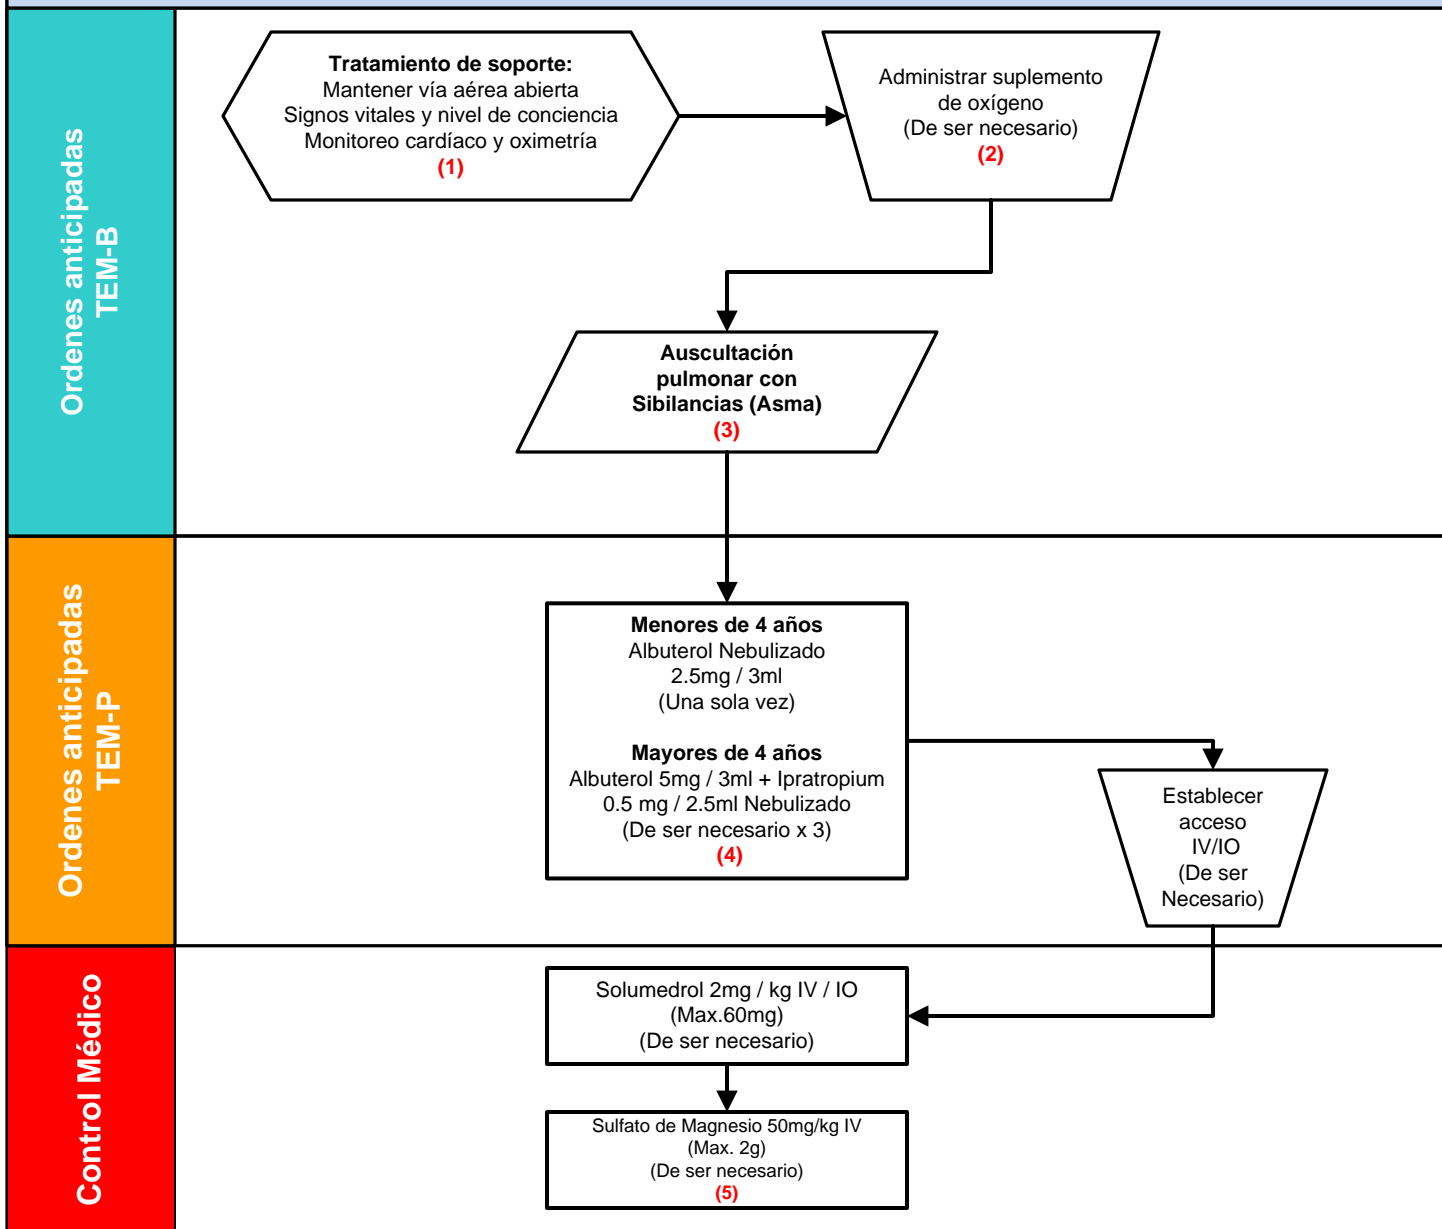 Ordenes anticipadas
TEM-B
Tratamiento de soporte:
Mantener vía aérea abierta
Signos vitales y nivel de conciencia
Monitoreo cardíaco y oximetría
(1)
Administrar suplemento
de oxígeno
(De ser necesario)
(2)
Auscultación
pulmonar con
Sibilancias (Asma)
(3)
Ordenes anticipadas
TEM-P
Menores de 4 años
Albuterol Nebulizado
2.5mg / 3ml
(Una sola vez)
Mayores de 4 años
Albuterol 5mg / 3ml + Ipratropium
0.5 mg / 2.5ml Nebulizado
(De ser necesario x 3)
(4)
Establecer
acceso
IV/IO
(De ser
Necesario)
Control Médico
Solumedrol 2mg / kg IV / IO
(Max.60mg)
(De ser necesario)
Sulfato de Magnesio 50mg/kg IV
(Max. 2g)
(De ser necesario)
(5)